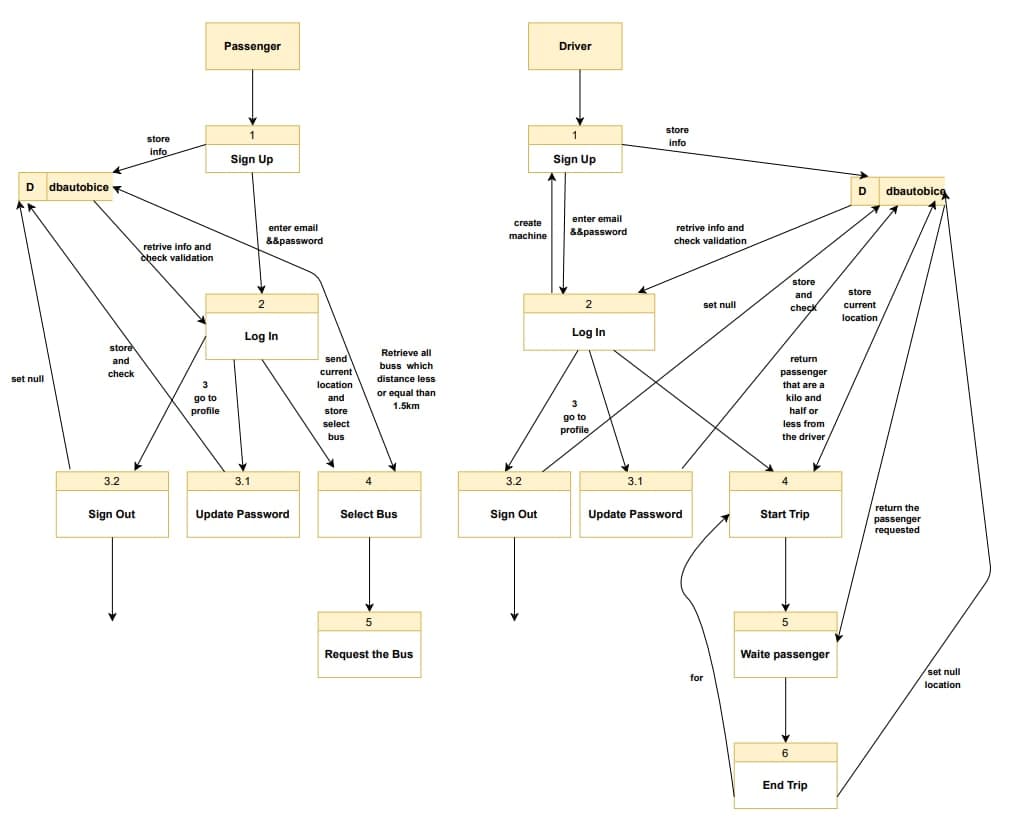 Passenger
1
Sign Up
store
info
D dbautobice
enter email
&&password
retrive info and
check validation
2
Log In
store
and
check
set null
3
go to
profile
send
current
location
and
store
select
bus
Retrieve all
buss which
distance less
or equal than
1.5km
3.2
Sign Out
3.1
Update Password
4
Select Bus
5
Request the Bus
Driver
1
Sign Up
store
info
D dbautobice
create
machine
enter email
&&password
retrive info and
check validation
2
Log In
set null
store
and
check
store
current
location
3
go to
profile
return
passenger
that are a
kilo and
half or
less from
the driver
3.2
Sign Out
3.1
Update Password
4
Start Trip
return the
passenger
requested
5
Waite passenger
for
set null
location
6
End Trip